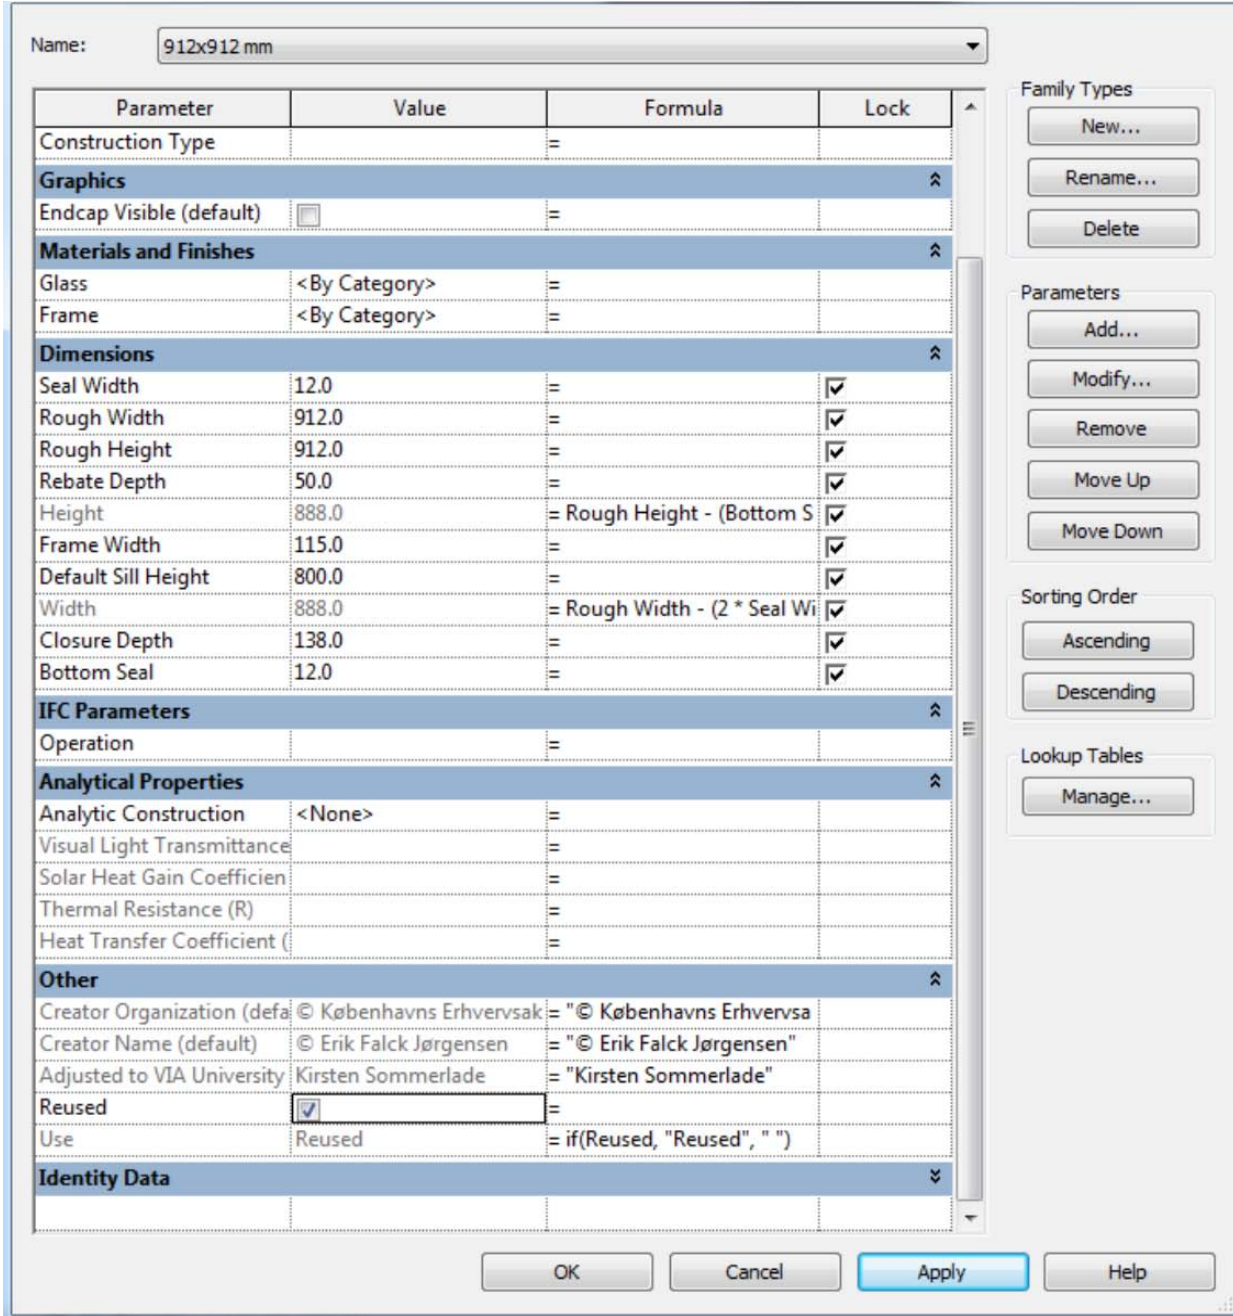 Name: 912x912 mm
Parameter Value Formula Lock
Construction Type =
Graphics
Endcap Visible (default) =
Materials and Finishes
Glass <By Category> =
Frame <By Category> =
Dimensions
Seal Width 12.0 =
Rough Width 912.0 =
Rough Height 912.0 =
Rebate Depth 50.0 =
Height 888.0 = Rough Height - (Bottom S
Frame Width 115.0 =
Default Sill Height 800.0 =
Width 888.0 = Rough Width - (2 * Seal Wi
Closure Depth 138.0 =
Bottom Seal 12.0 =
IFC Parameters
Operation =
Analytical Properties
Analytic Construction <None> =
Visual Light Transmittance =
Solar Heat Gain Coefficien =
Thermal Resistance (R) =
Heat Transfer Coefficient ( =
Other
Creator Organization (defa © Københavns Erhvervsak = "© Københavns Erhvervsa
Creator Name (default) © Erik Falck Jørgensen = "© Erik Falck Jørgensen"
Adjusted to VIA University Kirsten Sommerlade = "Kirsten Sommerlade"
Reused =
Use Reused = if(Reused, "Reused", " ")
Identity Data
Family Types
New...
Rename...
Delete
Parameters
Add...
Modify...
Remove
Move Up
Move Down
Sorting Order
Ascending
Descending
Lookup Tables
Manage...
OK Cancel Apply Help